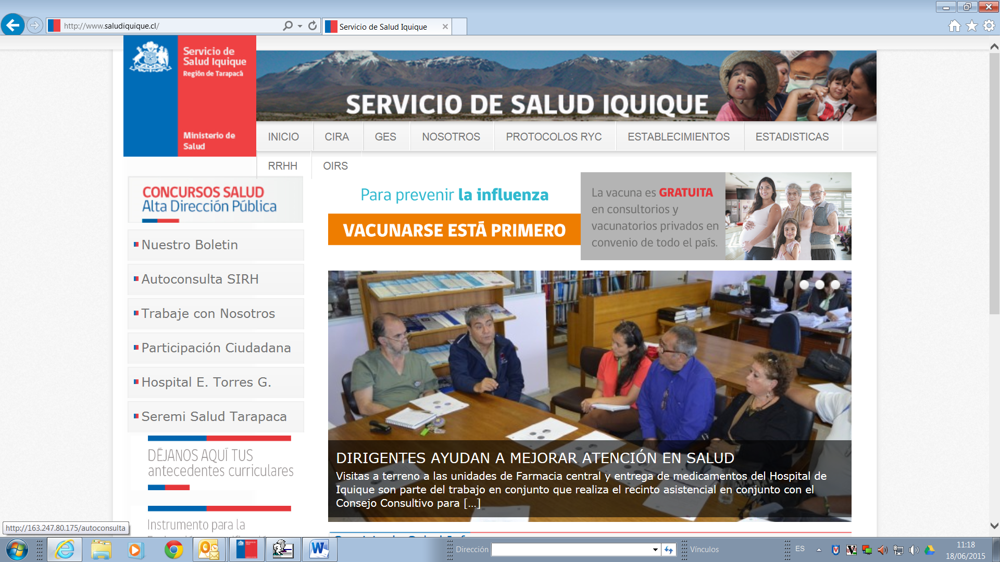 http://www.saludiquique.cl/
Servicio de Salud Iquique
Servicio de
Salud Iquique
Región de Tarapacá
Ministerio de
Salud
SERVICIO DE SALUD IQUIQUE
INICIO
CIRA
GES
NOSOTROS
PROTOCOLOS RYC
ESTABLECIMIENTOS
ESTADISTICAS
RRHH
OIRS
CONCURSOS SALUD
Alta Dirección Pública
Para prevenir la influenza
VACUNARSE ESTÁ PRIMERO
La vacuna es GRATUITA
en consultorios y
vacunatorios privados en
convenio de todo el país.
Nuestro Boletin
Autoconsulta SIRH
Trabaje con Nosotros
Participación Ciudadana
Hospital E. Torres G.
Seremi Salud Tarapaca
DÉJANOS AQUÍ TUS
antecedentes curriculares
Instrumento para la
DIRIGENTES AYUDAN A MEJORAR ATENCIÓN EN SALUD
Visitas a terreno a las unidades de Farmacia central y entrega de medicamentos del Hospital de
Iquique son parte del trabajo en conjunto que realiza el recinto asistencial en conjunto con el
Consejo Consultivo para [...]
http://163.247.80.175/autoconsulta
Dirección
Vínculos
ES
11:18
18/06/2015